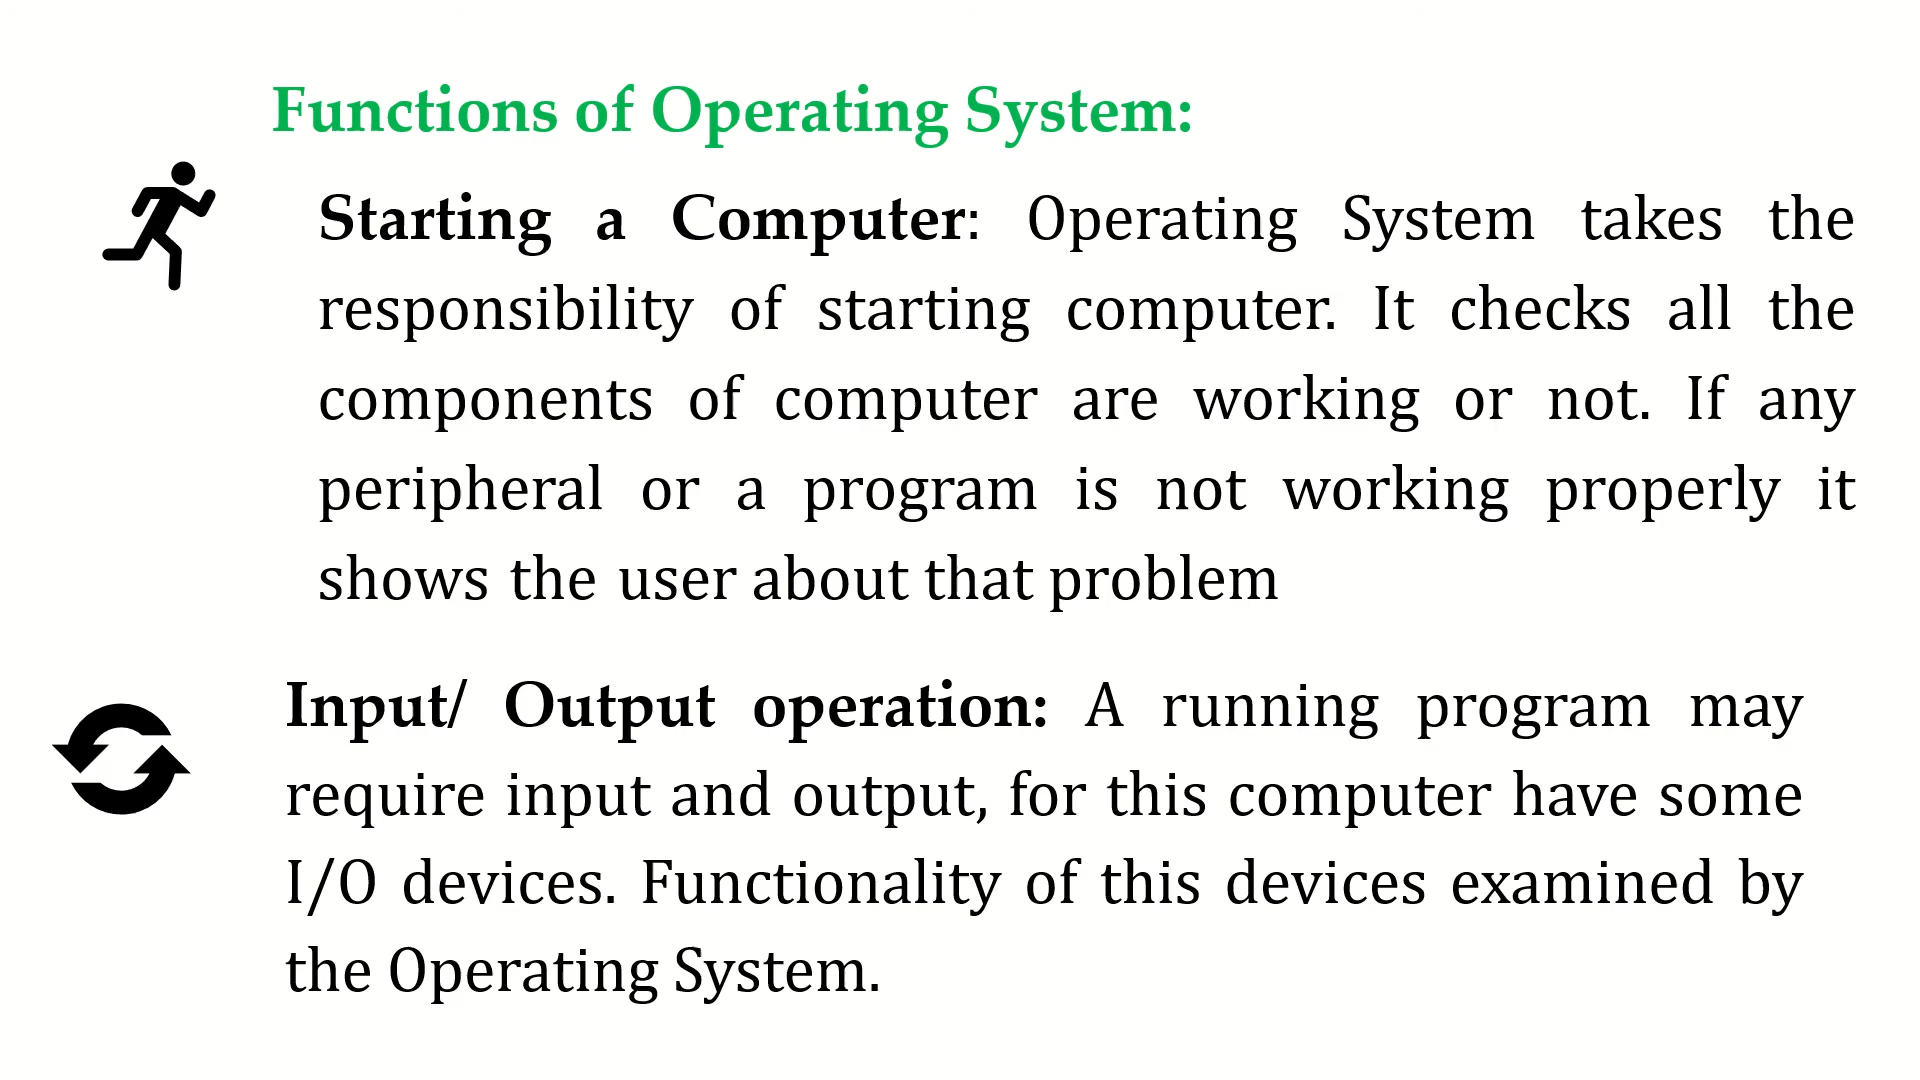 Functions of Operating System:
Starting a Computer: Operating System takes the
responsibility of starting computer. It checks all the
components of computer are working or not. If any
peripheral or a program is not working properly it
shows the user about that problem
Input/ Output operation: A running program may
require input and output, for this computer have some
I/O devices. Functionality of this devices examined by
the Operating System.